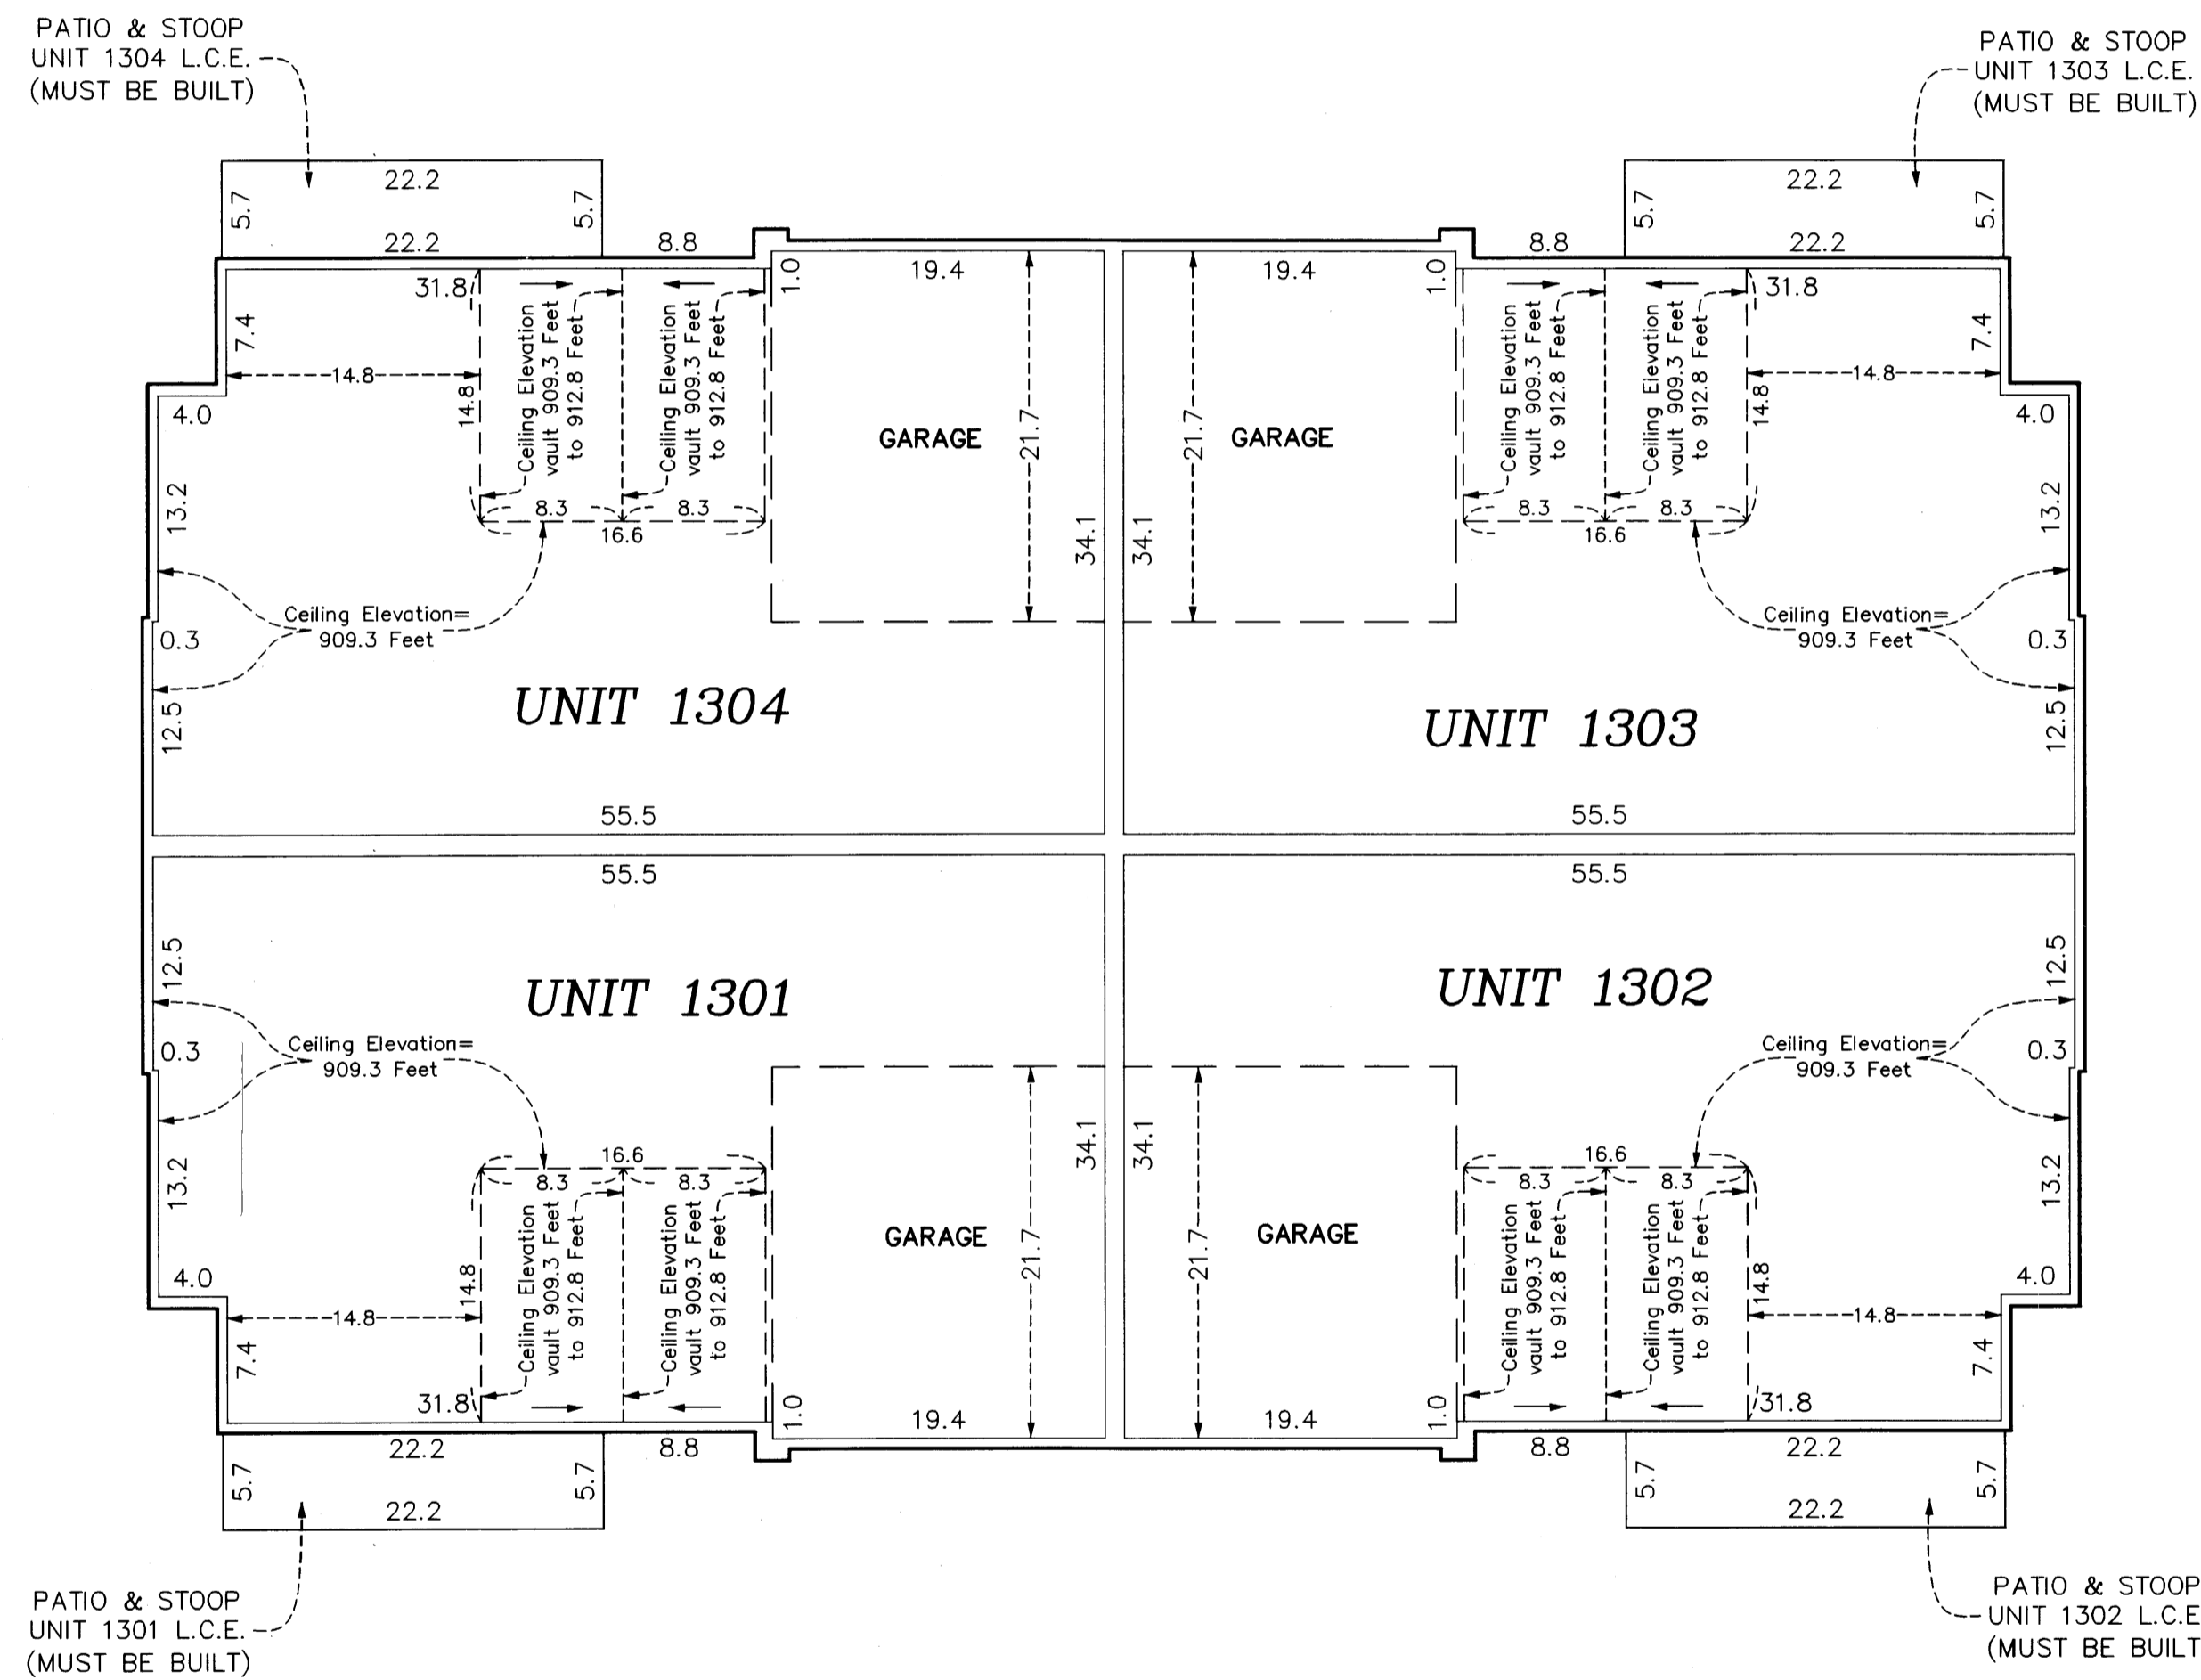 PATIO & STOOP
UNIT 1304 L.C.E.
(MUST BE BUILT)
PATIO & STOOP
UNIT 1303 L.C.E.
(MUST BE BUILT)
22.2
5.7
5.7
22.2
8.8
22.2
5.7
5.7
8.8
22.2
31.8
7.4
14.8
14.8
4.0
13.2
Ceiling Elevation
vault 909.3 Feet
to 912.8 Feet
Ceiling Elevation
vault 909.3 Feet
to 912.8 Feet
8.3
8.3
16.6
1.0
19.4
GARAGE
21.7
34.1
Ceiling Elevation=
909.3 Feet
0.3
12.5
UNIT 1304
55.5
19.4
1.0
GARAGE
21.7
34.1
Ceiling Elevation
vault 909.3 Feet
to 912.8 Feet
Ceiling Elevation
vault 909.3 Feet
to 912.8 Feet
8.3
8.3
16.6
31.8
7.4
14.8
14.8
4.0
13.2
Ceiling Elevation=
909.3 Feet
0.3
12.5
UNIT 1303
55.5
55.5
12.5
UNIT 1301
0.3
Ceiling Elevation=
909.3 Feet
13.2
4.0
14.8
14.8
7.4
31.8
16.6
8.3
8.3
Ceiling Elevation
vault 909.3 Feet
to 912.8 Feet
Ceiling Elevation
vault 909.3 Feet
to 912.8 Feet
34.1
GARAGE
21.7
1.0
19.4
55.5
12.5
UNIT 1302
0.3
Ceiling Elevation=
909.3 Feet
34.1
GARAGE
21.7
19.4
1.0
16.6
8.3
8.3
Ceiling Elevation
vault 909.3 Feet
to 912.8 Feet
Ceiling Elevation
vault 909.3 Feet
to 912.8 Feet
13.2
4.0
14.8
14.8
7.4
31.8
22.2
8.8
5.7
5.7
22.2
8.8
22.2
5.7
5.7
22.2
PATIO & STOOP
UNIT 1301 L.C.E.
(MUST BE BUILT)
PATIO & STOOP
UNIT 1302 L.C.E
(MUST BE BUILT